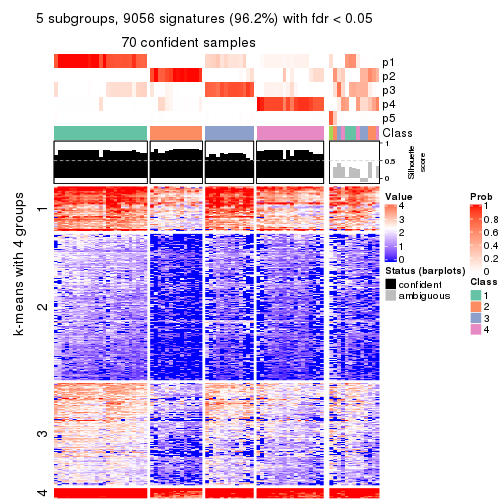 5 subgroups, 9056 signatures (96.2%) with fdr < 0.05
70 confident samples
p1
p2
p3
p4
p5
Class
1
0.5
0
Silhouette
score
k-means with 4 groups
1
2
3
4
Value
4
3
2
1
0
Status (barplots)
confident
ambiguous
Prob
1
0.8
0.6
0.4
0.2
0
Class
1
2
3
4